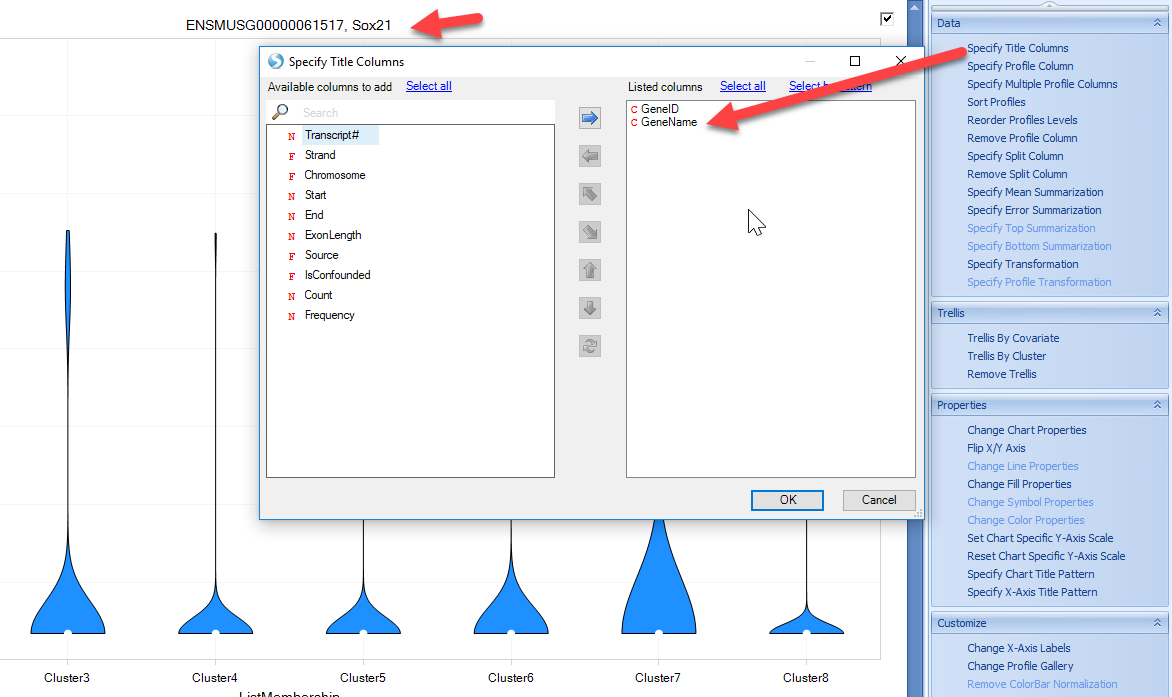 ENSMUSG00000061517, Sox21
Specify Title Columns
Available columns to add Select all
Search
N Transcript#
F Strand
F Chromosome
N Start
N End
N ExonLength
F Source
F IsConfounded
N Count
N Frequency
Listed columns Select all
C GeneID
C GeneName
OK Cancel
Cluster3 Cluster4 Cluster5 Cluster6 Cluster7 Cluster8
ListMembership
Data
Specify Title Columns
Specify Profile Column
Specify Multiple Profile Columns
Sort Profiles
Reorder Profiles Levels
Remove Profile Column
Specify Split Column
Remove Split Column
Specify Mean Summarization
Specify Error Summarization
Specify Top Summarization
Specify Bottom Summarization
Specify Transformation
Specify Profile Transformation
Trellis
Trellis By Covariate
Trellis By Cluster
Remove Trellis
Properties
Change Chart Properties
Flip X/Y Axis
Change Line Properties
Change Fill Properties
Change Symbol Properties
Change Color Properties
Set Chart Specific Y-Axis Scale
Reset Chart Specific Y-Axis Scale
Specify Chart Title Pattern
Specify X-Axis Title Pattern
Customize
Change X-Axis Labels
Change Profile Gallery
Remove ColorBar Normalization